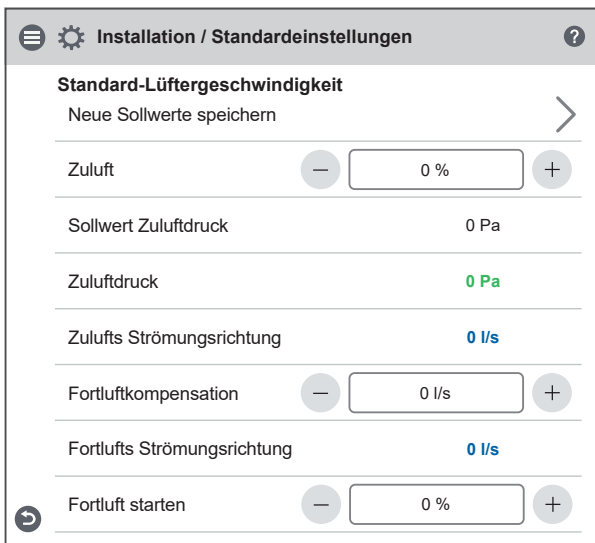 Installation / Standardeinstellungen ?
Standard-Lüftergeschwindigkeit
Neue Sollwerte speichern
Zuluft − 0 % +
Sollwert Zuluftdruck 0 Pa
Zuluftdruck 0 Pa
Zulufts Strömungsrichtung 0 l/s
Fortluftkompensation − 0 l/s +
Fortlufts Strömungsrichtung 0 l/s
Fortluft starten − 0 % +